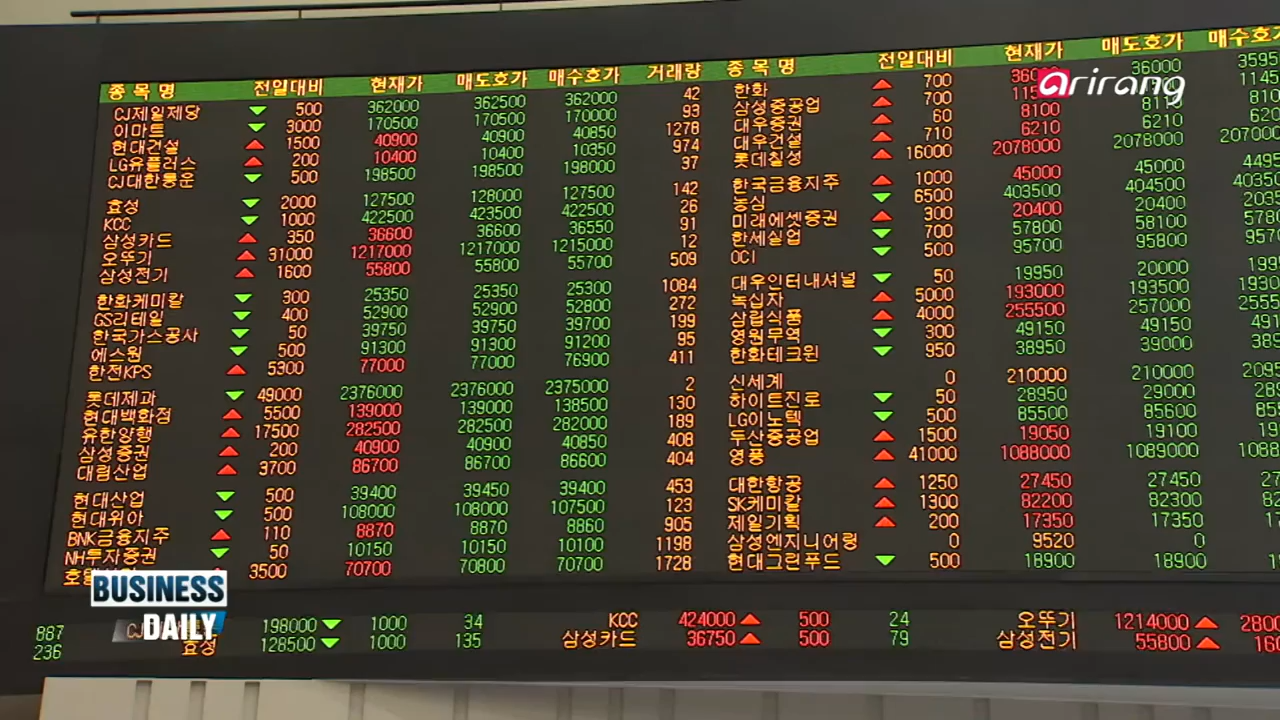 arirang
종목명 전일대비 현재가 매도호가 매수호가 거래량 종목명 전일대비 현재가 매도호가 매수호가
CJ제일제당 ▼ 500 362000 362500 362000 42 한화 ▲ 700 36000
이마트 ▼ 3000 170500 170500 170000 93 삼성중공업 ▲ 700
현대건설 ▲ 1500 40900 40900 40850 1278 대우증권 ▲ 60 8100 8110 8100
LG유플러스 ▲ 200 10400 10400 10350 974 대우건설 ▲ 710 6210 6210
CJ대한통운 ▼ 500 198500 198500 198000 37 롯데칠성 ▲ 16000 2078000 2078000 207000
효성 ▼ 2000 127500 128000 127500 142 한국금융지주 ▲ 1000 45000 45000 4495
KCC ▼ 1000 422500 423500 422500 26 농심 ▼ 6500 403500 404500 40350
삼성카드 ▲ 350 36600 36600 36550 91 미래에셋증권 ▲ 300 20400 20400 2035
오뚜기 ▲ 31000 1217000 1217000 1215000 12 한세실업 ▼ 700 57800 58100 5780
삼성전기 ▲ 1600 55800 55800 55700 509 OCI ▼ 500 95700 95800 9570
한화케미칼 ▼ 300 25350 25350 25300 1084 대우인터내셔널 ▼ 50 19950 20000 1995
GS리테일 ▼ 400 52900 52900 52800 272 녹십자 ▲ 5000 193000 193500 1930
한국가스공사 ▼ 50 39750 39750 39700 199 삼립식품 ▲ 4000 255500 257000 2555
에스원 ▼ 500 91300 91300 91200 95 영원무역 ▼ 300 49150 49150 491
한전KPS ▲ 5300 77000 77000 76900 411 한화테크윈 ▼ 950 38950 39000 389
롯데제과 ▼ 49000 2376000 2376000 2375000 2 신세계 0 210000 210000 2095
현대백화점 ▲ 5500 139000 139000 138500 130 하이트진로 ▼ 50 28950 29000 289
유한양행 ▲ 17500 282500 282500 282000 189 LG이노텍 ▼ 500 85500 85600 855
삼성증권 ▲ 200 40900 40900 40850 408 두산중공업 ▲ 1500 19050 19100 190
대림산업 ▲ 3700 86700 86700 86600 404 영풍 ▲ 41000 1088000 1089000 1088
현대산업 ▼ 500 39400 39450 39400 453 대한항공 ▲ 1250 27450 27450 27
현대위아 ▼ 500 108000 108000 107500 123 SK케미칼 ▲ 1300 82200 82300 82
BNK금융지주 ▲ 110 8870 8870 8860 905 제일기획 ▲ 200 17350 17350 17
NH투자증권 ▼ 50 10150 10150 10100 1198 삼성엔지니어링 0 9520 0
3500 70700 70800 70700 1728 현대그린푸드 ▼ 500 18900 18900
BUSINESS
DAILY
887 198000 ▼ 1000 34 KCC 424000 ▲ 500 24 오뚜기 1214000 ▲ 2800
236 효성 128500 ▼ 1000 135 삼성카드 36750 ▲ 500 79 삼성전기 55800 ▲ 160